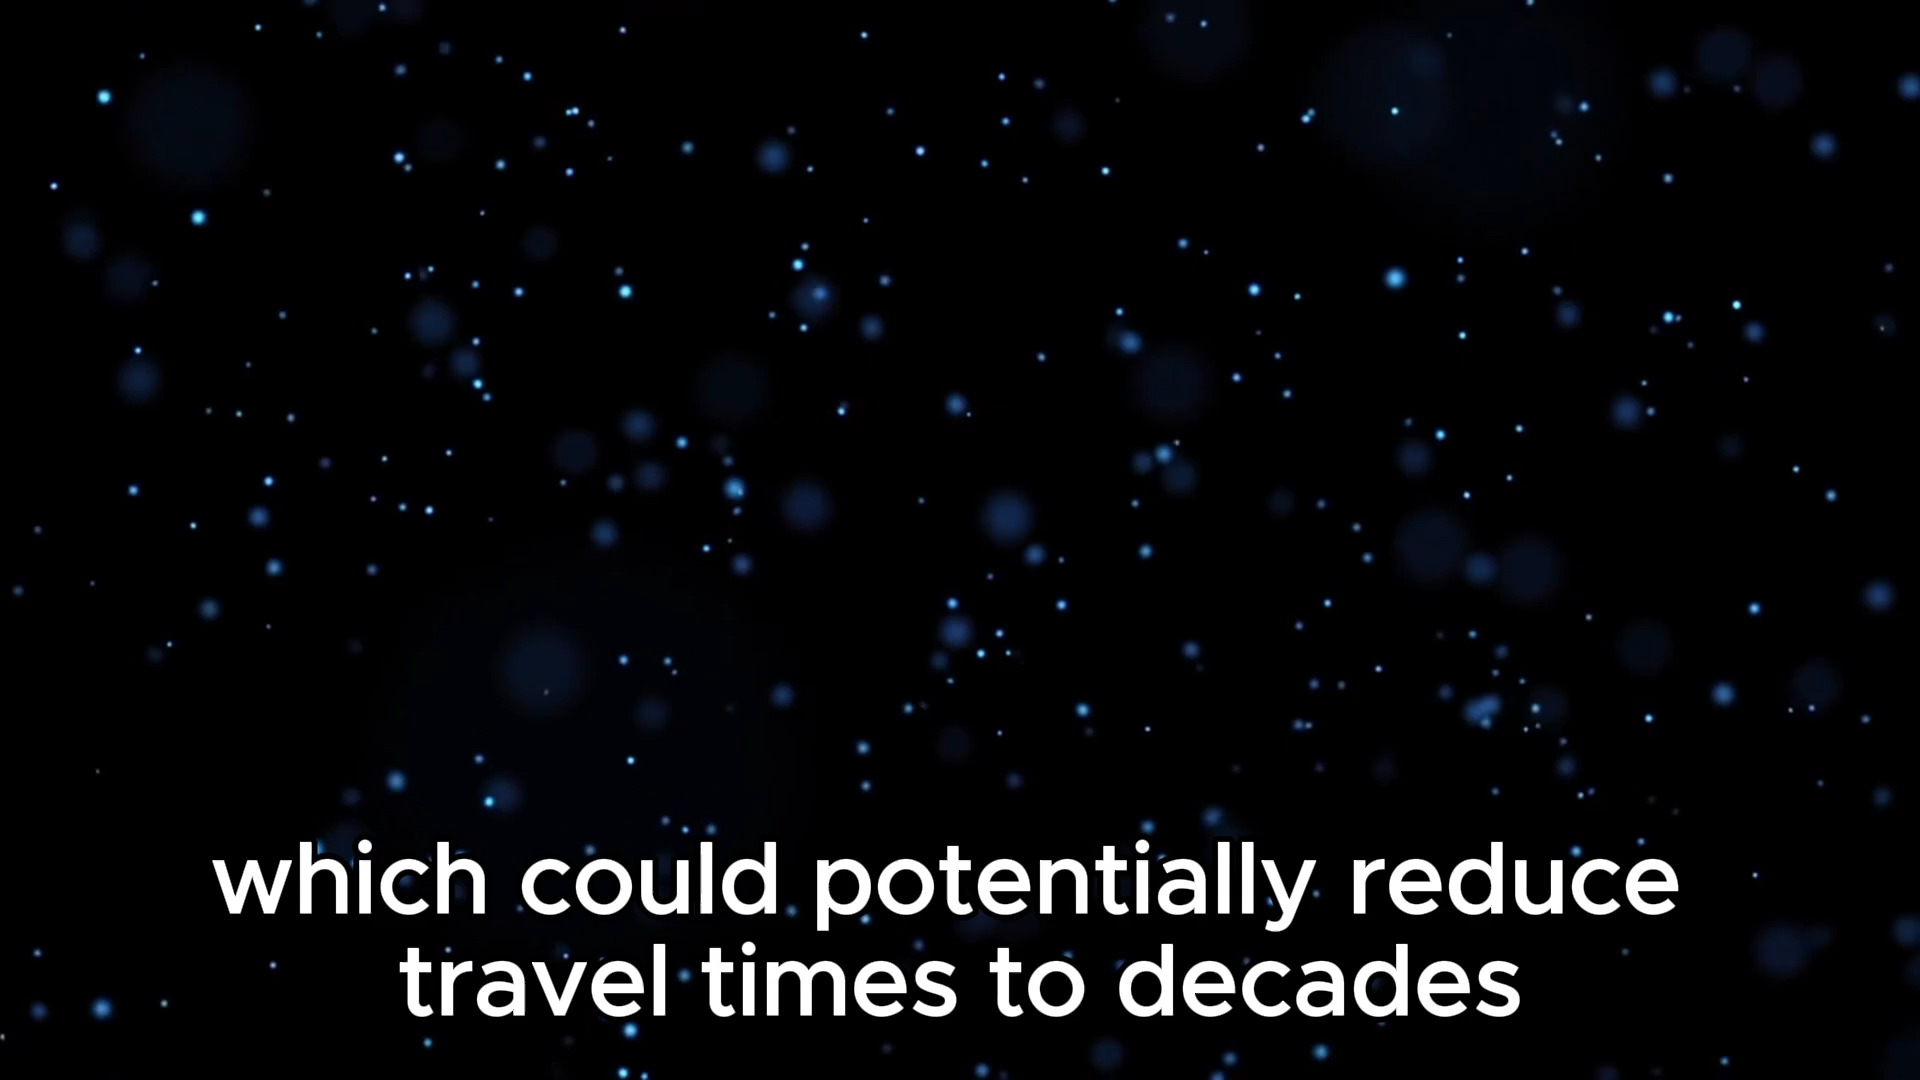 which could potentially reduce
travel times to decades